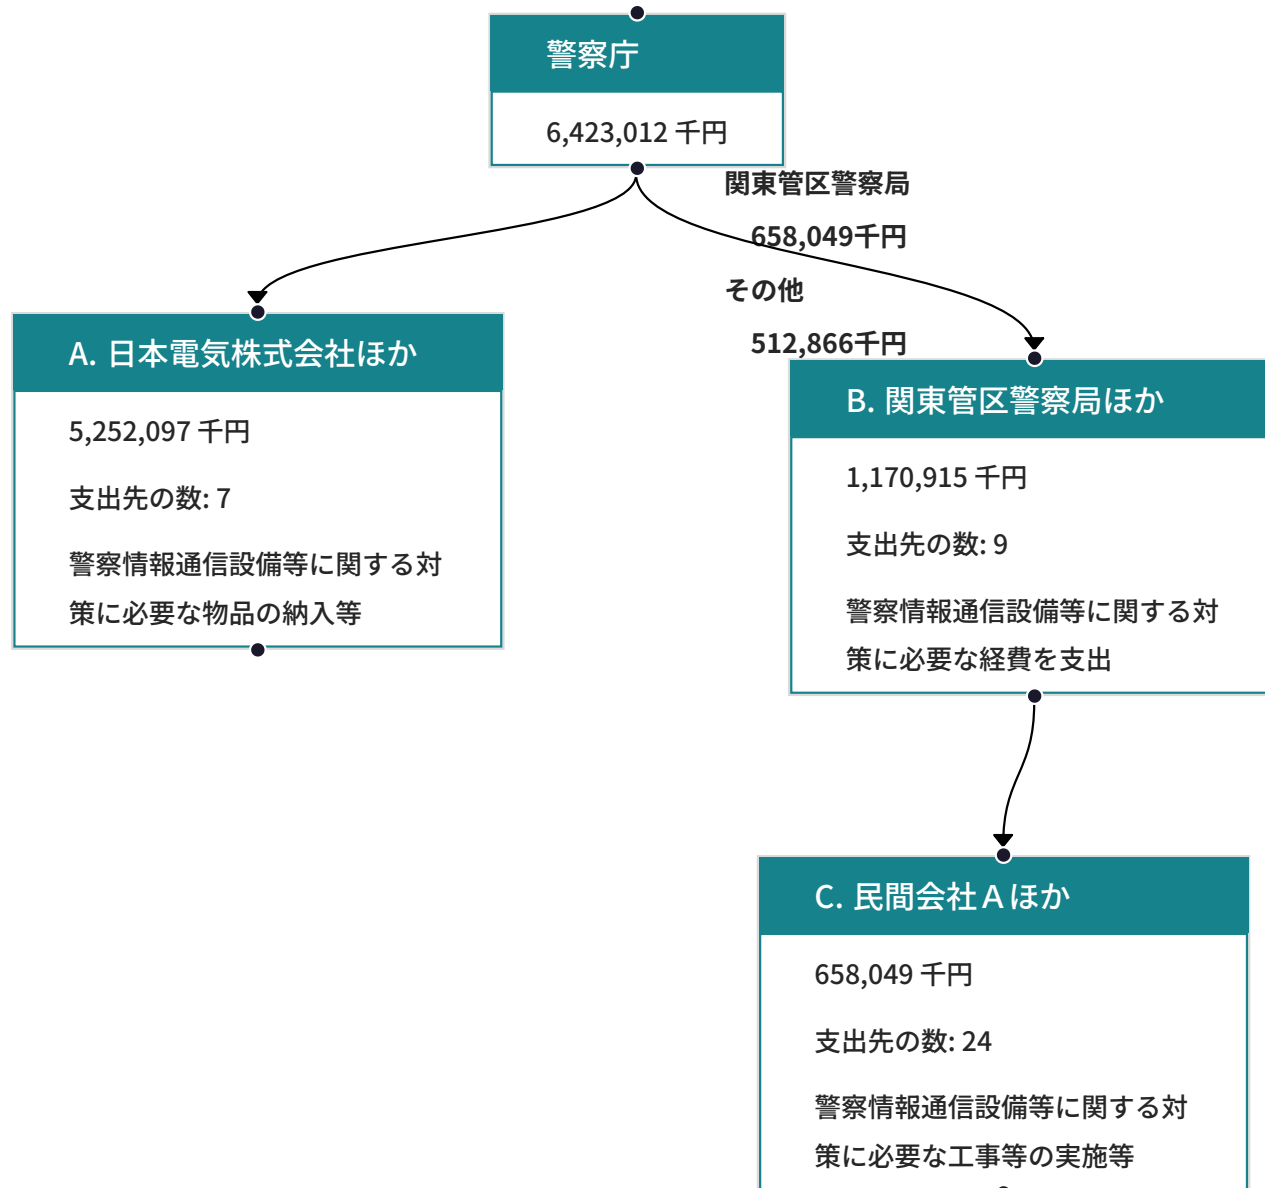 警察庁
6,423,012 千円
関東管区警察局
658,049千円
その他
512,866千円
A. 日本電気株式会社ほか
5,252,097 千円
支出先の数: 7
警察情報通信設備等に関する対
策に必要な物品の納入等
B. 関東管区警察局ほか
1,170,915 千円
支出先の数: 9
警察情報通信設備等に関する対
策に必要な経費を支出
C. 民間会社Ａほか
658,049 千円
支出先の数: 24
警察情報通信設備等に関する対
策に必要な工事等の実施等